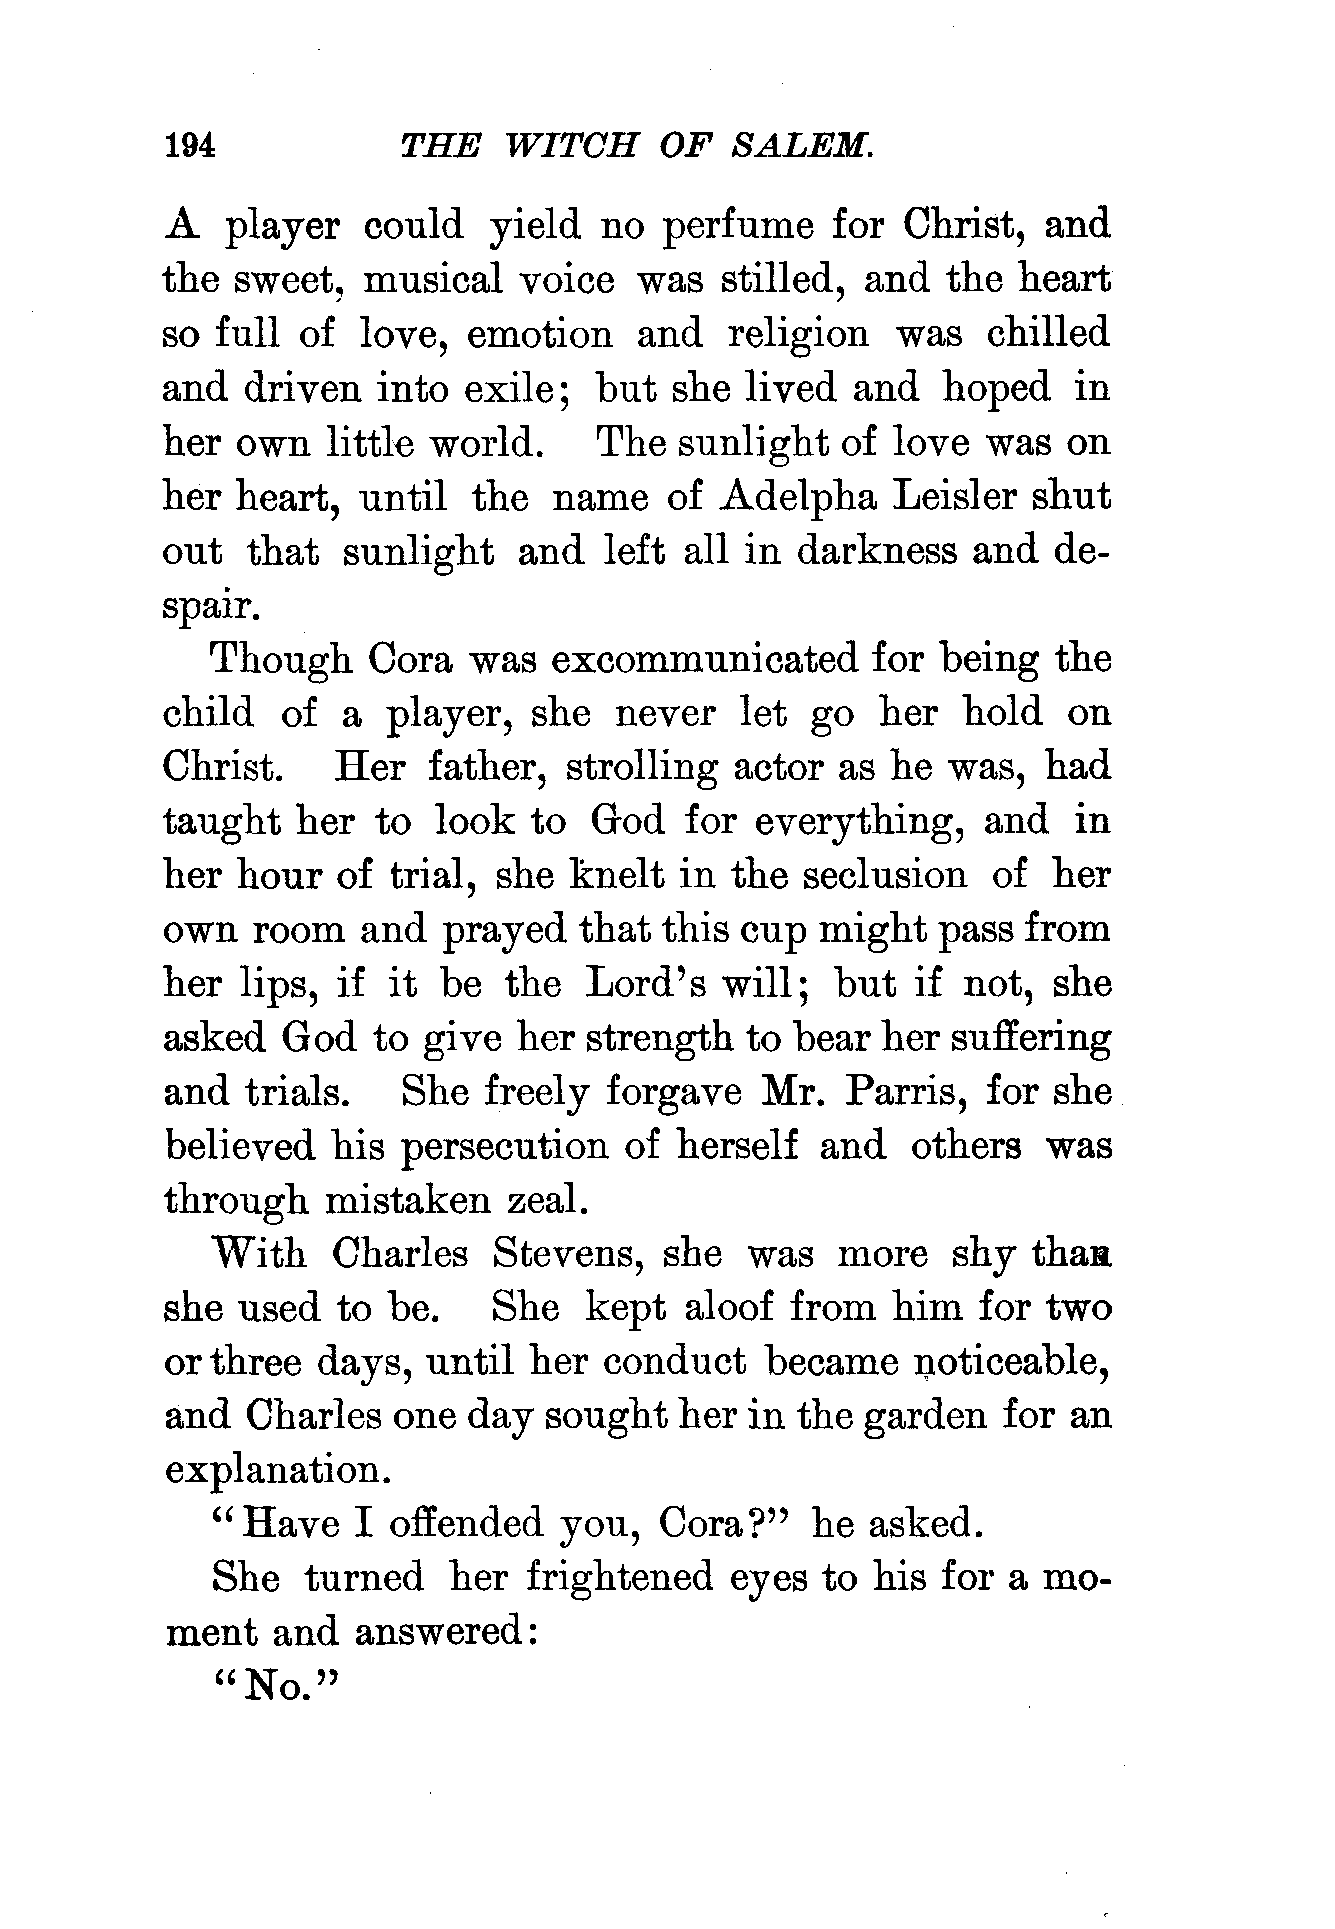 194 THE WITCH OF SALEM.
A player could yield no perfume for Christ, and
the sweet, musical voice was stilled, and the heart
so full of love, emotion and religion was chilled
and driven into exile; but she lived and hoped in
her own little world. The sunlight of love was on
her heart, until the name of Adelpha Leisler shut
out that sunlight and left all in darkness and de-
spair.
Though Cora was excommunicated for being the
child of a player, she never let go her hold on
Christ. Her father, strolling actor as he was, had
taught her to look to God for everything, and in
her hour of trial, she knelt in the seclusion of her
own room and prayed that this cup might pass from
her lips, if it be the Lord's will; but if not, she
asked God to give her strength to bear her suffering
and trials. She freely forgave Mr. Parris, for she
believed his persecution of herself and others was
through mistaken zeal.
With Charles Stevens, she was more shy than
she used to be. She kept aloof from him for two
or three days, until her conduct became noticeable,
and Charles one day sought her in the garden for an
explanation.
"Have I offended you, Cora?" he asked.
She turned her frightened eyes to his for a mo-
ment and answered:
"No."